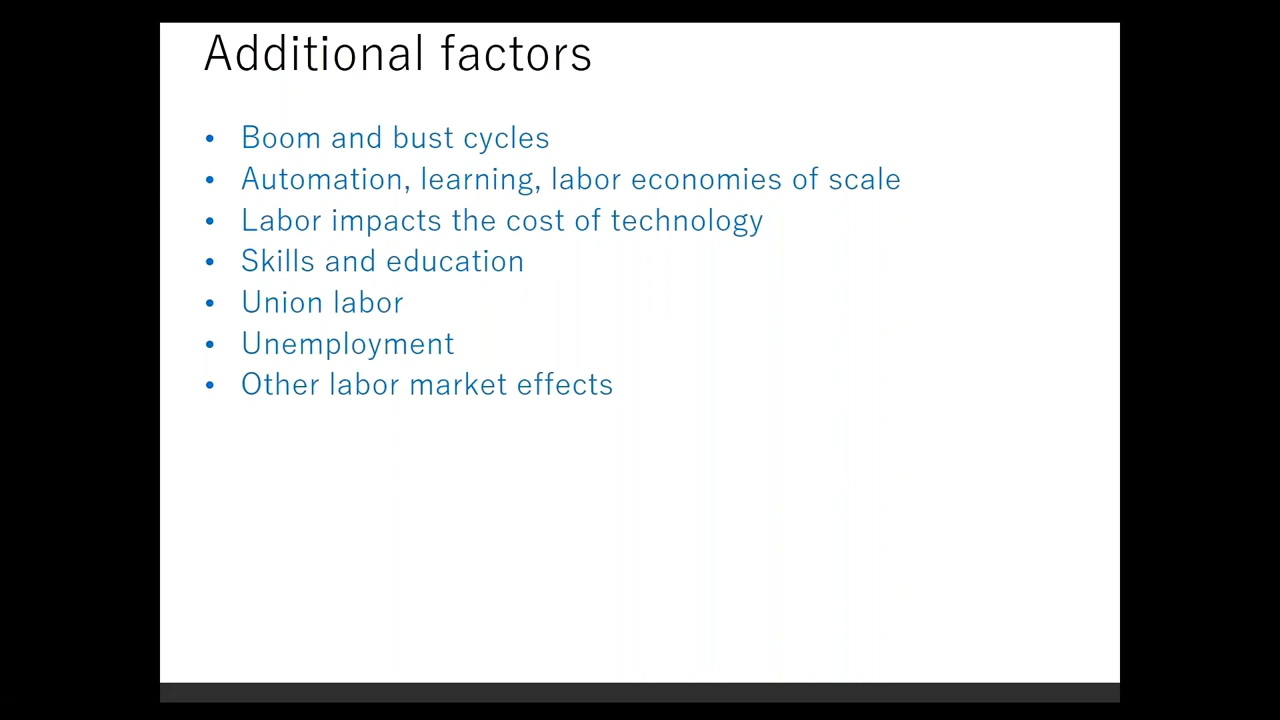 Additional factors
• Boom and bust cycles
• Automation, learning, labor economies of scale
• Labor impacts the cost of technology
• Skills and education
• Union labor
• Unemployment
• Other labor market effects